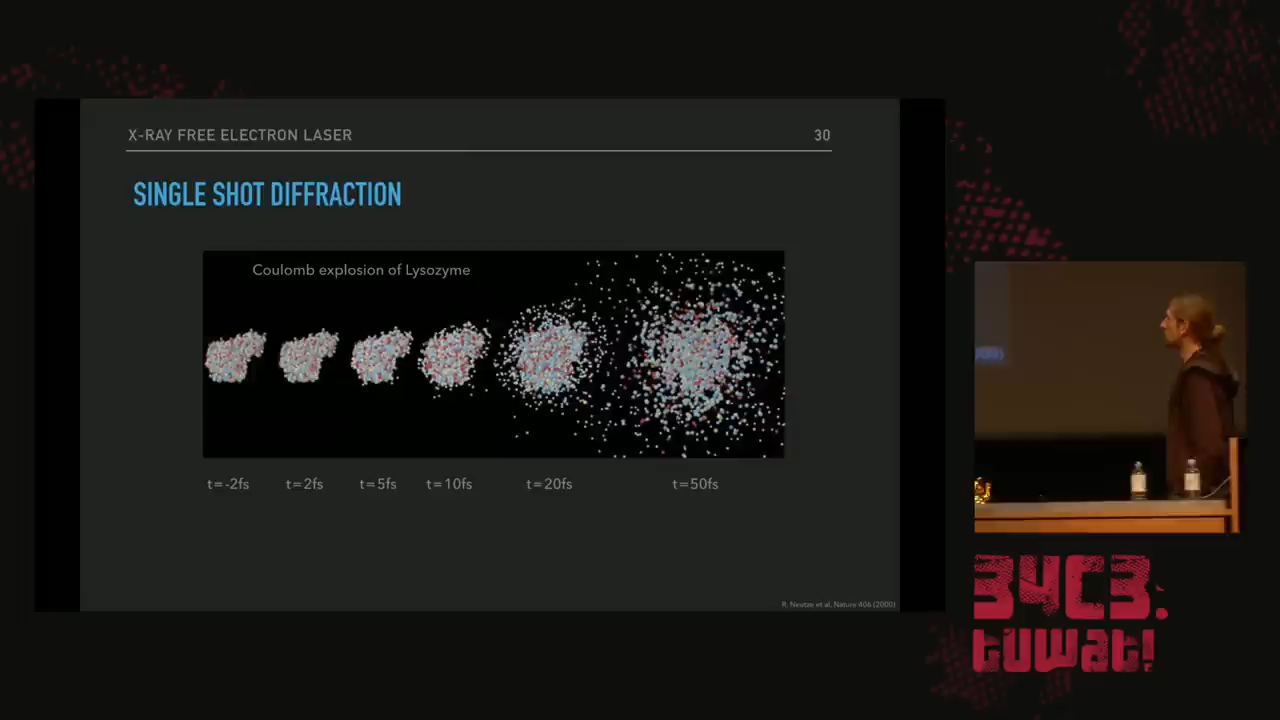 X-RAY FREE ELECTRON LASER 30
SINGLE SHOT DIFFRACTION
Coulomb explosion of Lysozyme
t=-2fs t=2fs t=5fs t=10fs t=20fs t=50fs
R. Neutze et al, Nature 406 (2000)
34C3.
tuwat!